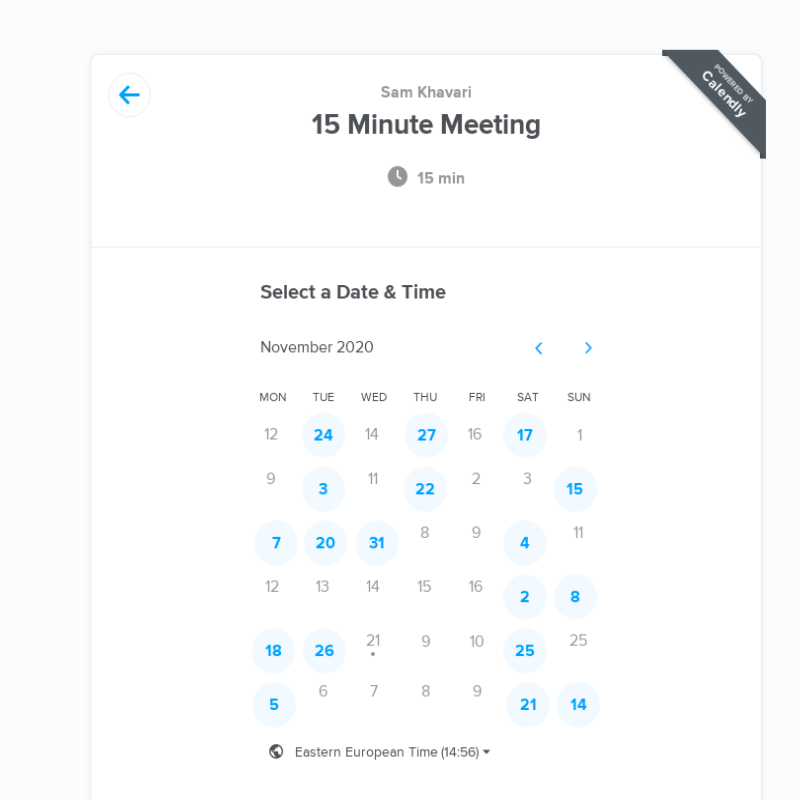 POWERED BY
Calendly
Sam Khavari
15 Minute Meeting
15 min
Select a Date & Time
November 2020
MON TUE WED THU FRI SAT SUN
12 24 14 27 16 17 1
9 3 11 22 2 3 15
7 20 31 8 9 4 11
12 13 14 15 16 2 8
18 26 21 9 10 25 25
5 6 7 8 9 21 14
Eastern European Time (14:56)